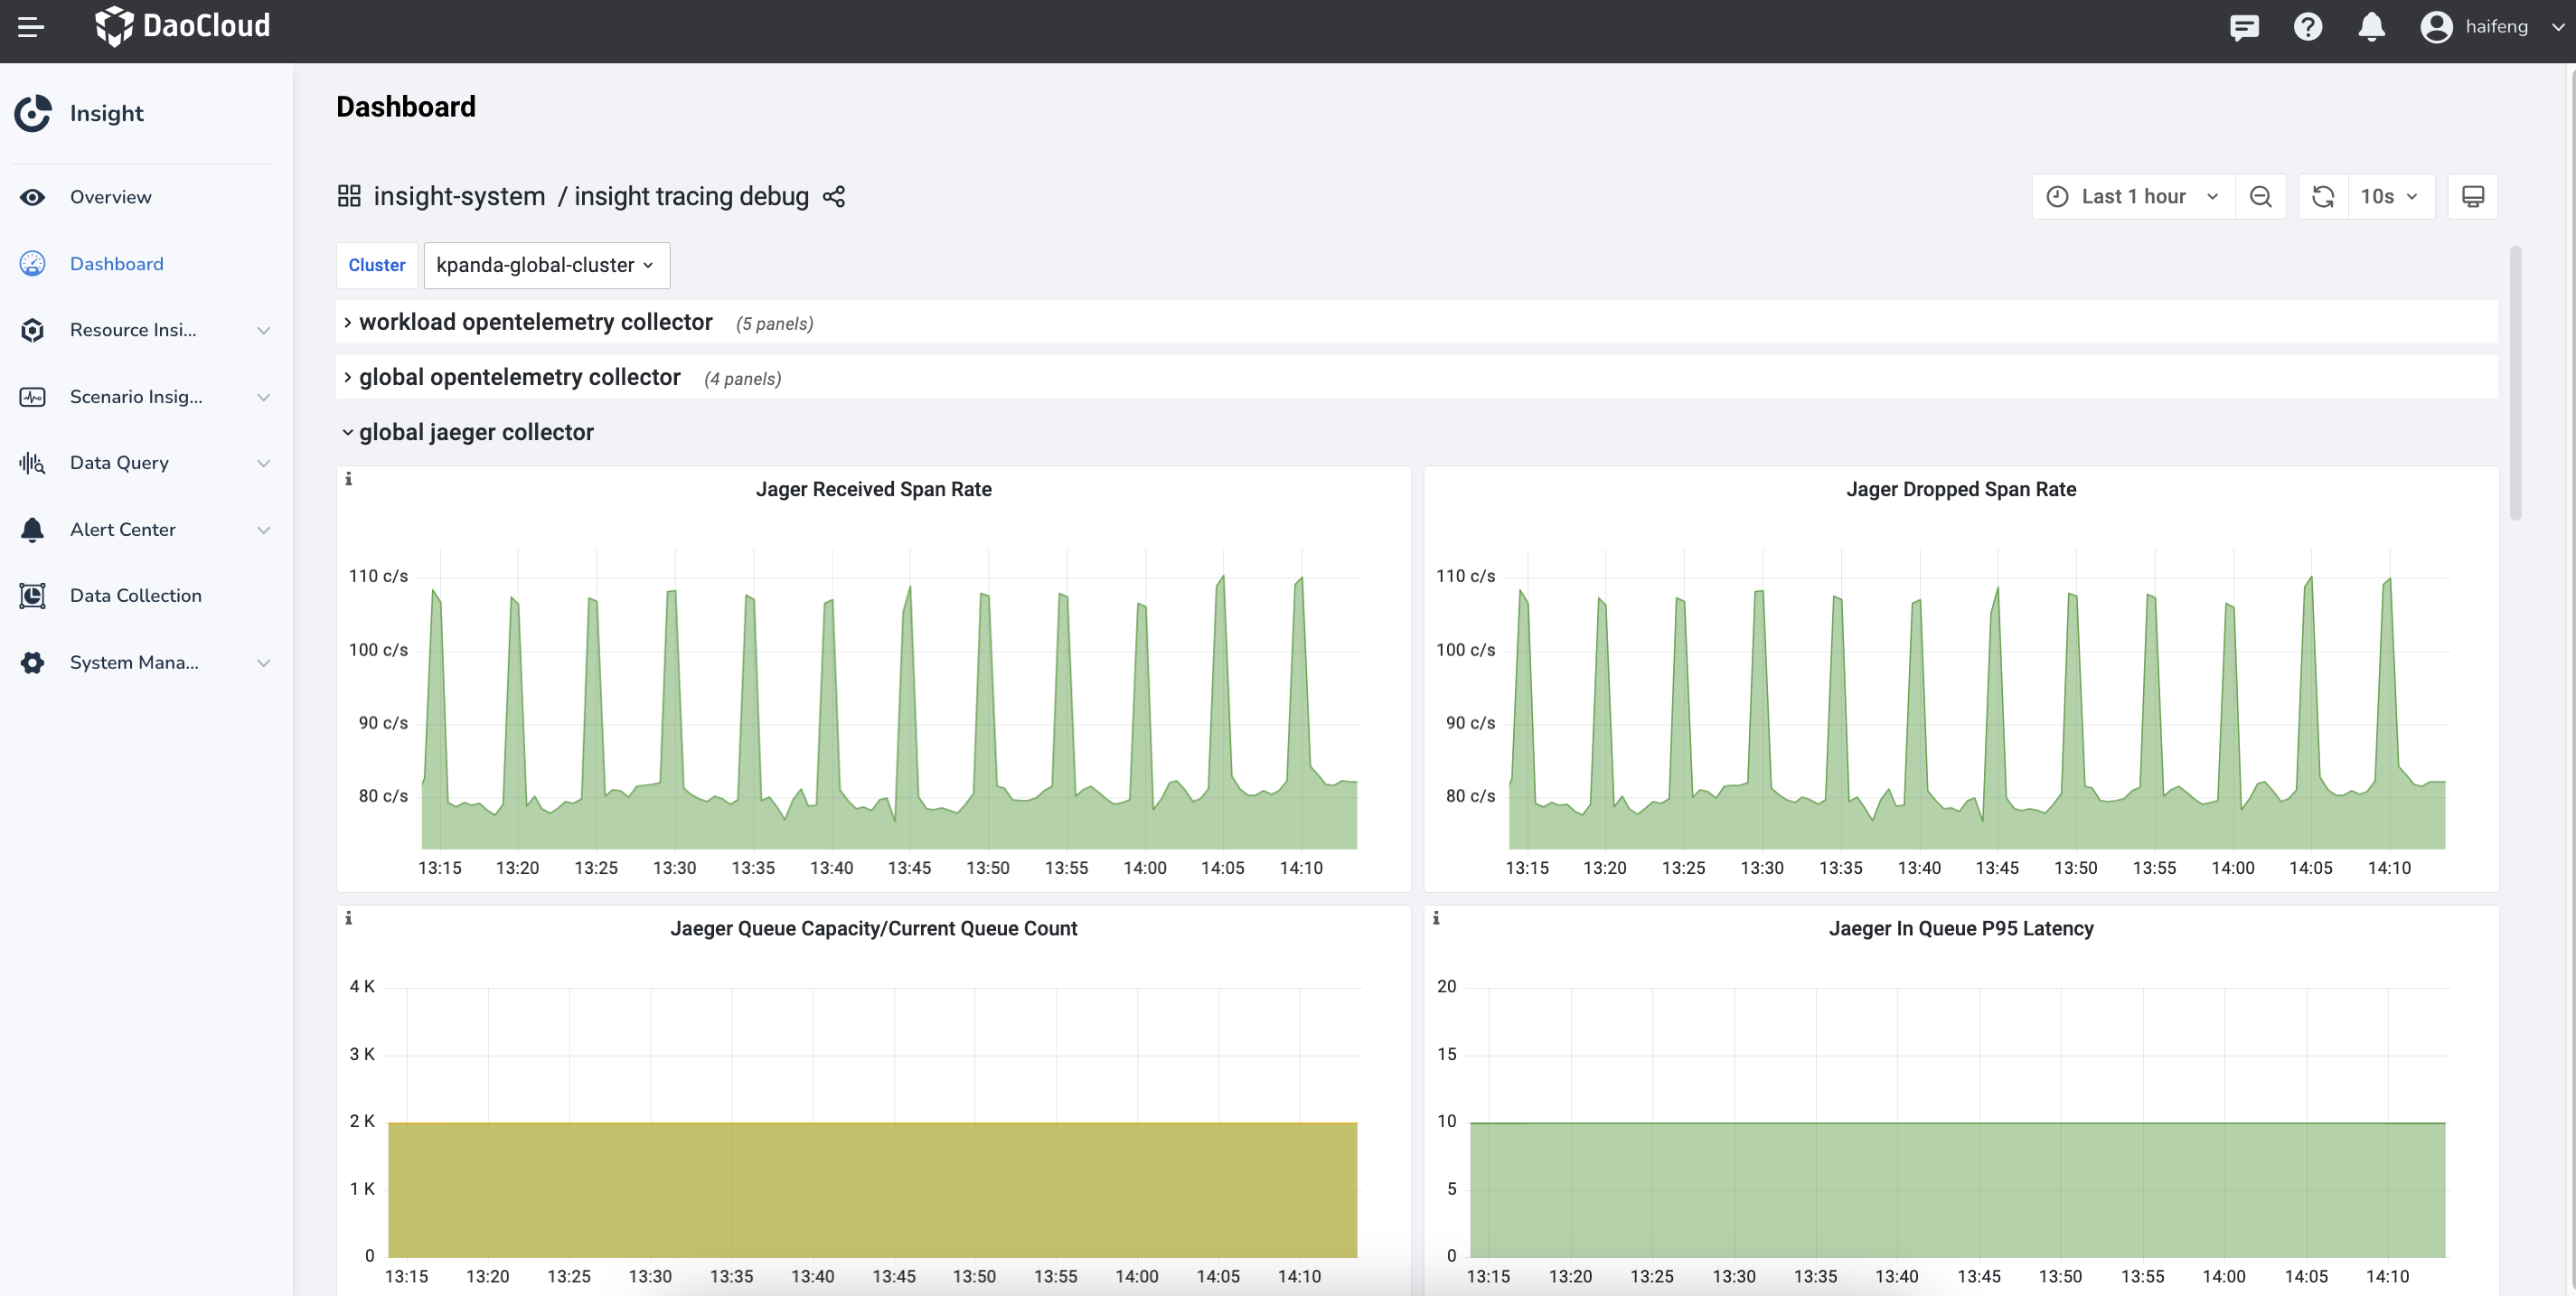 DaoCloud
haifeng
Insight
Overview
Dashboard
Resource Insi...
Scenario Insig...
Data Query
Alert Center
Data Collection
System Mana...
Dashboard
insight-system / insight tracing debug
Last 1 hour
10s
Cluster
kpanda-global-cluster
workload opentelemetry collector (5 panels)
global opentelemetry collector (4 panels)
global jaeger collector
i
Jager Received Span Rate
110 c/s
100 c/s
90 c/s
80 c/s
13:15 13:20 13:25 13:30 13:35 13:40 13:45 13:50 13:55 14:00 14:05 14:10
Jager Dropped Span Rate
110 c/s
100 c/s
90 c/s
80 c/s
13:15 13:20 13:25 13:30 13:35 13:40 13:45 13:50 13:55 14:00 14:05 14:10
i
Jaeger Queue Capacity/Current Queue Count
4 K
3 K
2 K
1 K
0
13:15 13:20 13:25 13:30 13:35 13:40 13:45 13:50 13:55 14:00 14:05 14:10
i
Jaeger In Queue P95 Latency
20
15
10
5
0
13:15 13:20 13:25 13:30 13:35 13:40 13:45 13:50 13:55 14:00 14:05 14:10